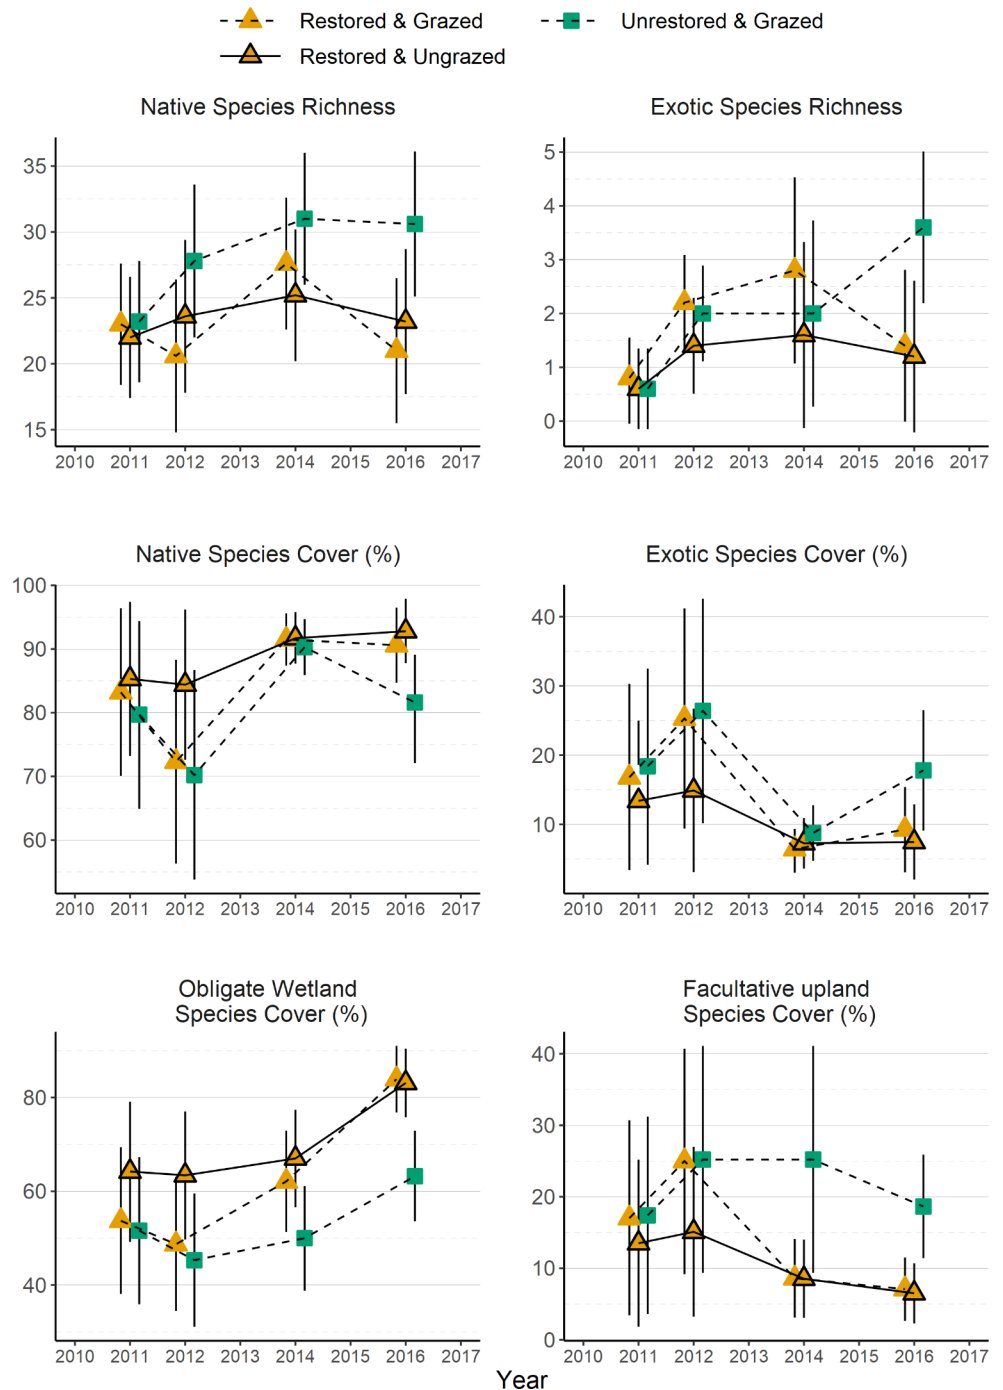 Restored & Grazed
Unrestored & Grazed
Restored & Ungrazed
Native Species Richness
35
30
25
20
15
2010 2011 2012 2013 2014 2015 2016 2017
Exotic Species Richness
5
4
3
2
1
0
2010 2011 2012 2013 2014 2015 2016 2017
Native Species Cover (%)
100
90
80
70
60
2010 2011 2012 2013 2014 2015 2016 2017
Exotic Species Cover (%)
40
30
20
10
2010 2011 2012 2013 2014 2015 2016 2017
Obligate Wetland
Species Cover (%)
80
60
40
2010 2011 2012 2013 2014 2015 2016 2017
Facultative upland
Species Cover (%)
40
30
20
10
0
2010 2011 2012 2013 2014 2015 2016 2017
Year